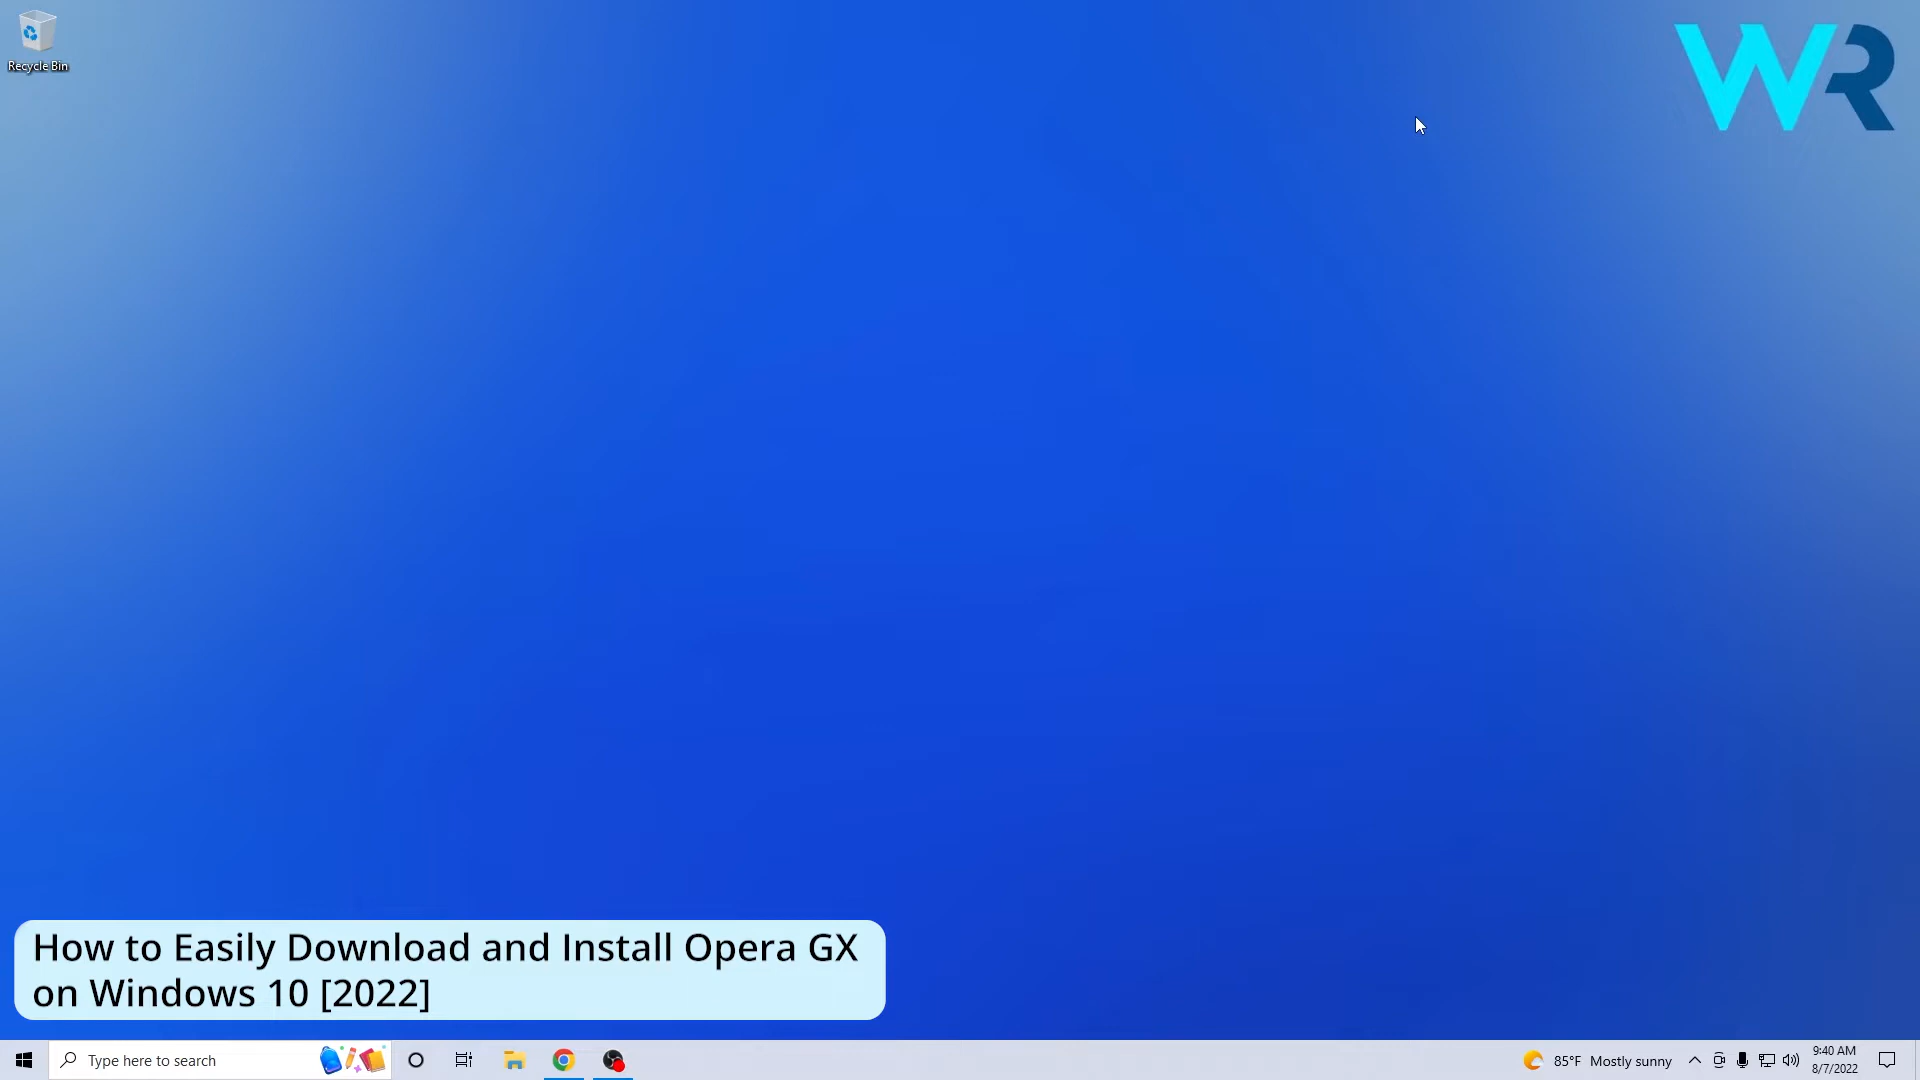 Recycle Bin
WR
How to Easily Download and Install Opera GX
on Windows 10 [2022]
Type here to search
85°F Mostly sunny
9:40 AM
8/7/2022